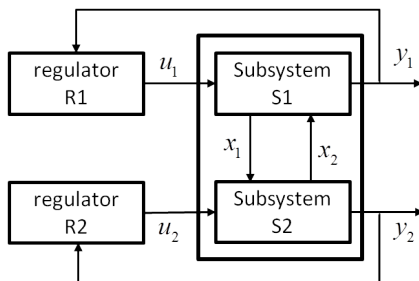 regulator
R1
u1
Subsystem
S1
y1
x1
x2
regulator
R2
u2
Subsystem
S2
y2